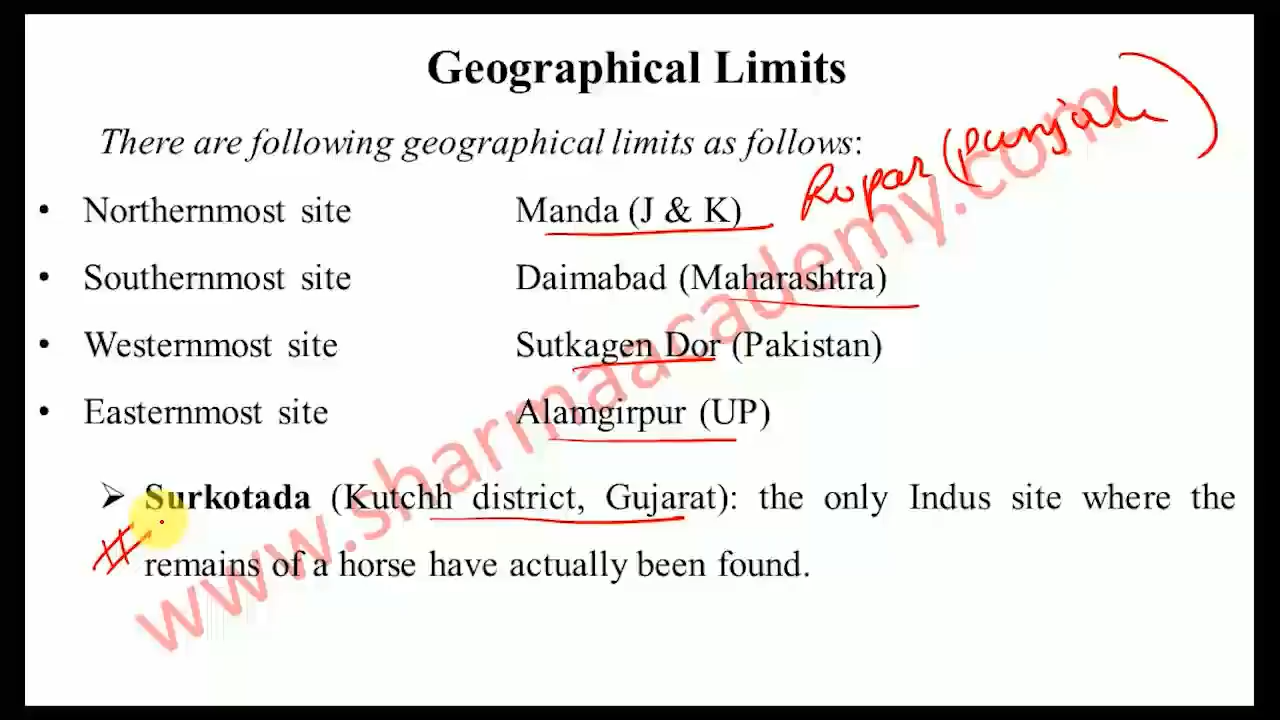 Geographical Limits
There are following geographical limits as follows:
Ropar (Punjab)
• Northernmost site Manda (J & K)
• Southernmost site Daimabad (Maharashtra)
• Westernmost site Sutkagen Dor (Pakistan)
• Easternmost site Alamgirpur (UP)
➢ Surkotada (Kutchh district, Gujarat): the only Indus site where the
remains of a horse have actually been found.
www.sharmaacademy.com